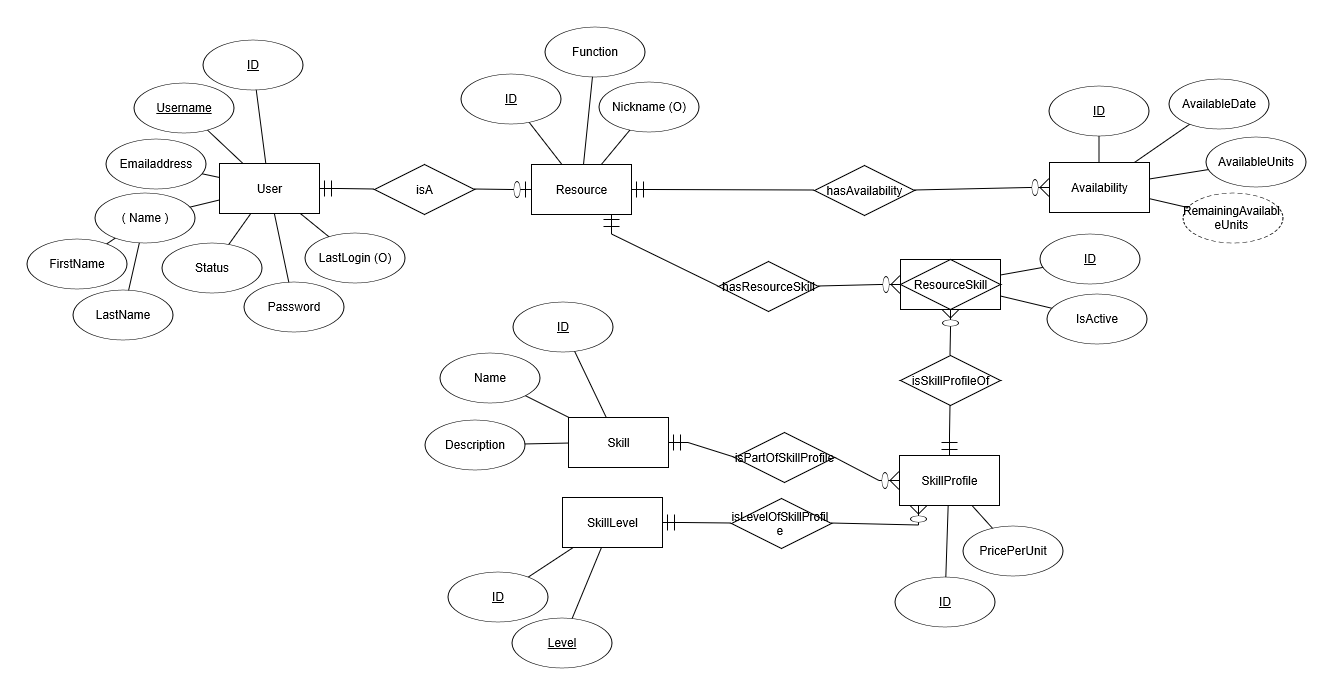 Function
ID
ID
Nickname (O)
AvailableDate
Username
ID
Emailaddress
AvailableUnits
User
isA
Resource
hasAvailability
Availability
( Name )
RemainingAvailabl
eUnits
FirstName
Status
LastLogin (O)
ID
LastName
Password
hasResourceSkill
ResourceSkill
IsActive
ID
Name
isSkillProfileOf
Description
Skill
isPartOfSkillProfile
SkillProfile
SkillLevel
isLevelOfSkillProfil
e
PricePerUnit
ID
ID
Level